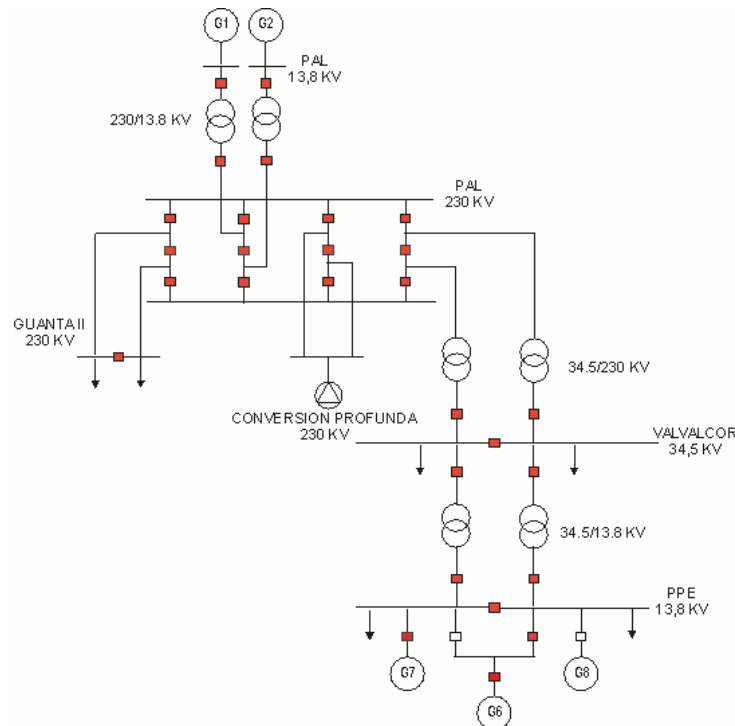 G1 G2
PAL
13,8 KV
230/13.8 KV
PAL
230 KV
GUANTA II
230 KV
34.5/230 KV
CONVERSION PROFUNDA
230 KV
VALVALCOR
34,5 KV
34.5/13.8 KV
PPE
13,8 KV
G7 G8
G6